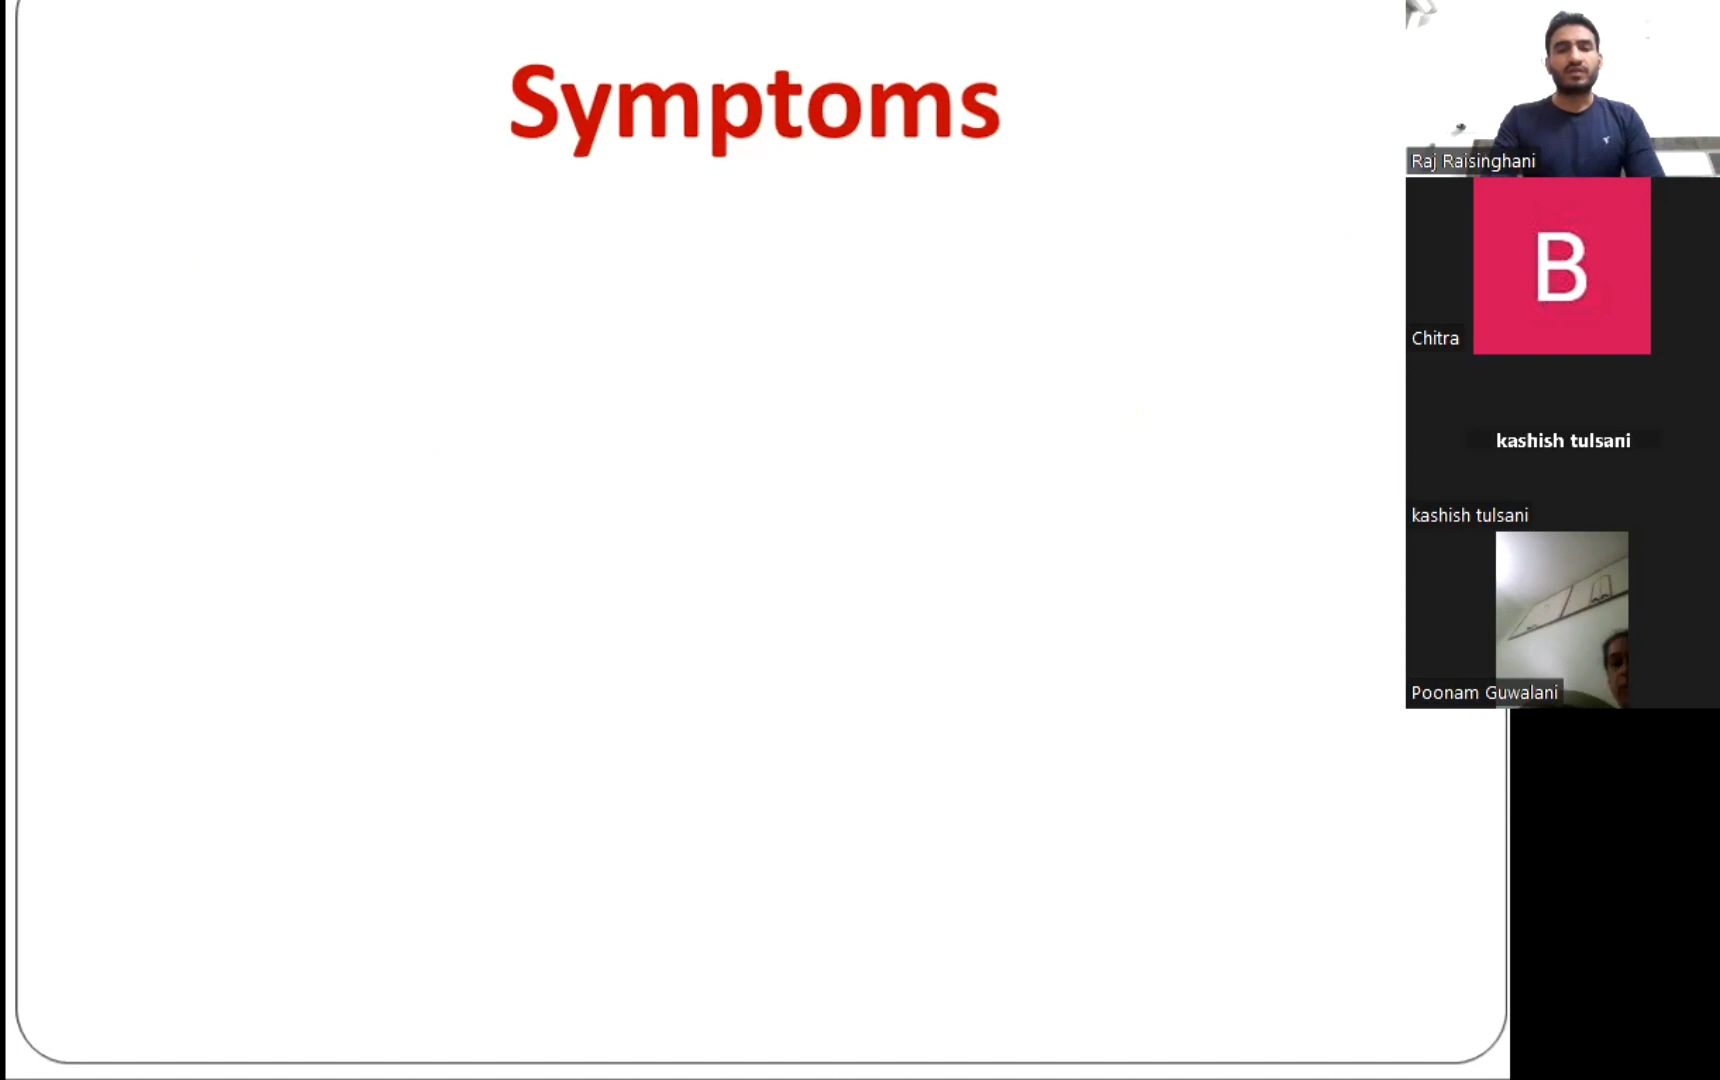 Symptoms
Raj Raisinghani
B
Chitra
kashish tulsani
kashish tulsani
Poonam Guwalani